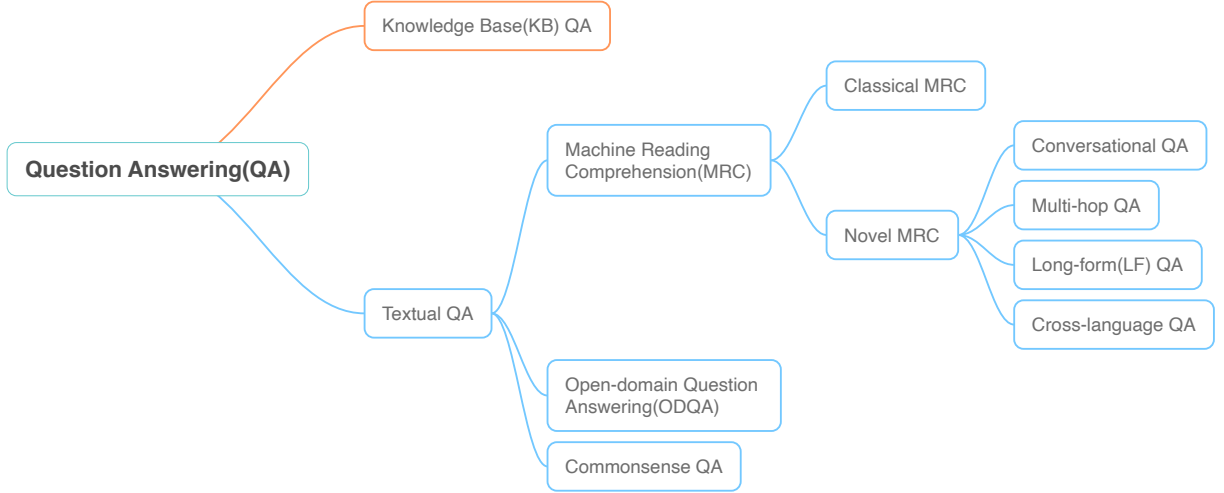 Knowledge Base(KB) QA
Classical MRC
Conversational QA
Machine Reading
Comprehension(MRC)
Question Answering(QA)
Multi-hop QA
Novel MRC
Long-form(LF) QA
Textual QA
Cross-language QA
Open-domain Question
Answering(ODQA)
Commonsense QA